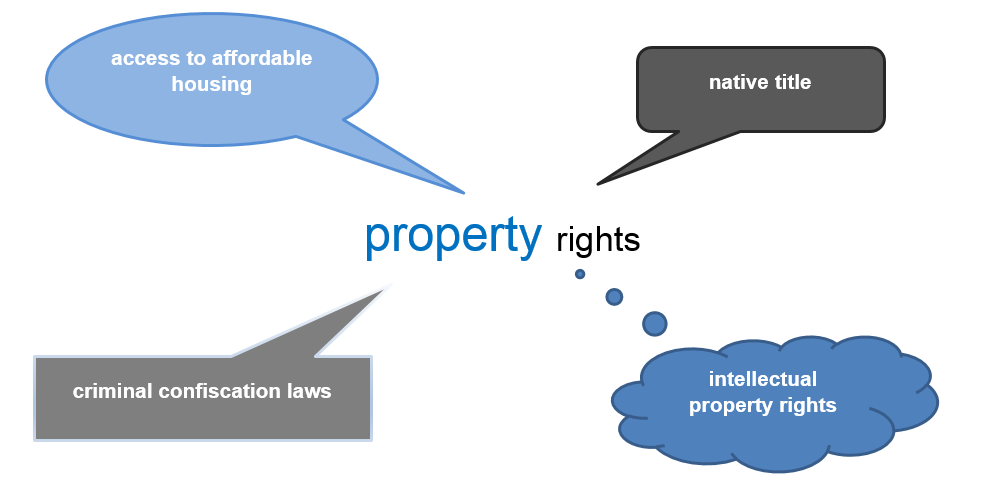 access to affordable
housing
native title
property rights
criminal confiscation laws
intellectual
property rights